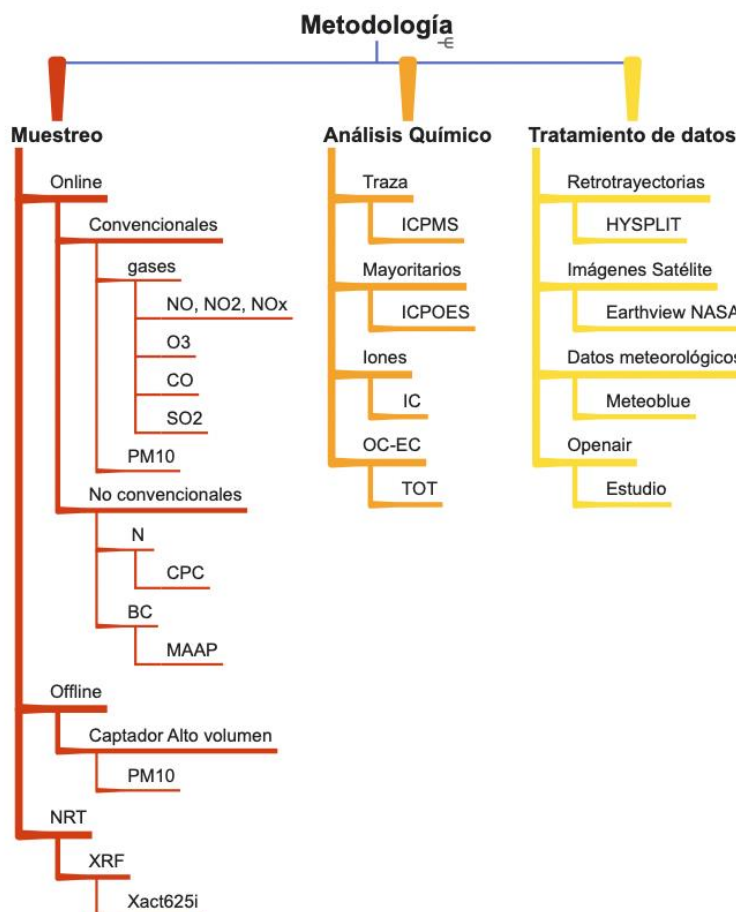 Metodología
Muestreo
Online
Convencionales
gases
NO, NO2, NOx
O3
CO
SO2
PM10
No convencionales
N
CPC
BC
MAAP
Offline
Captador Alto volumen
PM10
NRT
XRF
Xact625i
Análisis Químico
Traza
ICPMS
Mayoritarios
ICPOES
Iones
IC
OC-EC
TOT
Tratamiento de datos
Retrotrayectorias
HYSPLIT
Imágenes Satélite
Earthview NASA
Datos meteorológicos
Meteoblue
Openair
Estudio